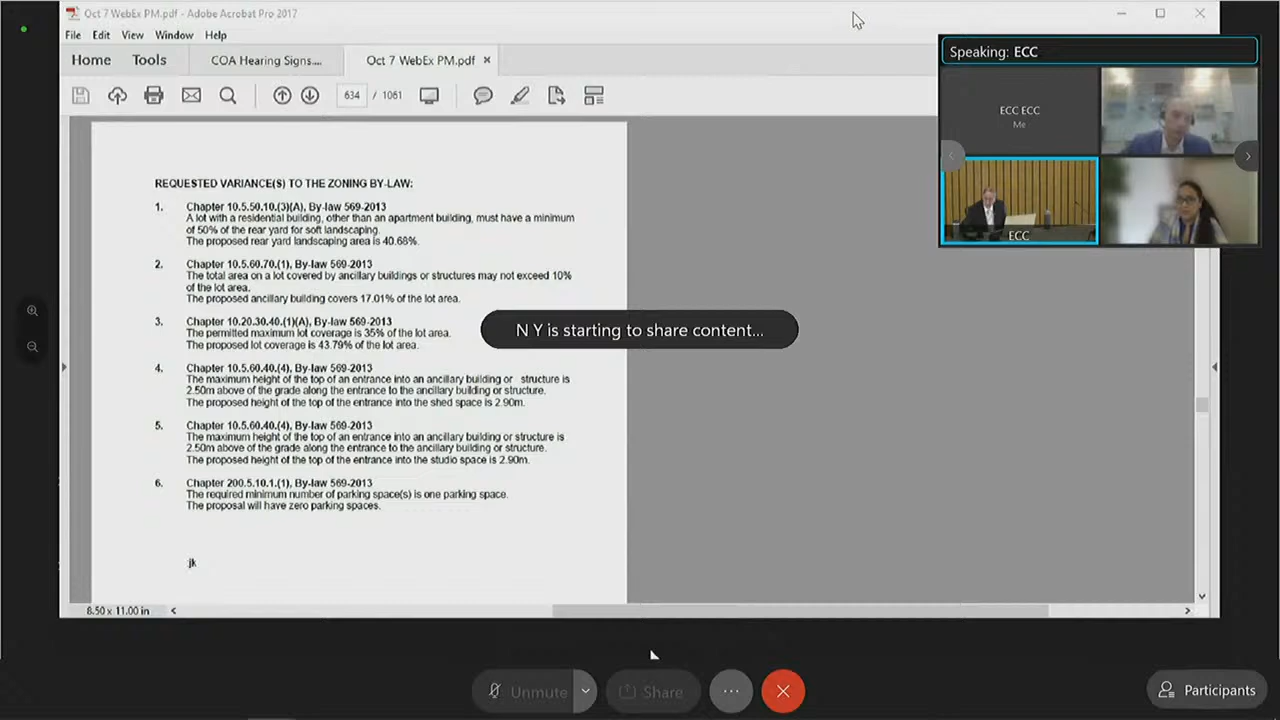 Oct 7 WebEx PM.pdf - Adobe Acrobat Pro 2017
File Edit View Window Help
Home Tools COA Hearing Signs.... Oct 7 WebEx PM.pdf ×
634 / 1061
Speaking: ECC
ECC ECC
Me
ECC
REQUESTED VARIANCE(S) TO THE ZONING BY-LAW:
1. Chapter 10.5.50.10.(3)(A), By-law 569-2013
A lot with a residential building, other than an apartment building, must have a minimum
of 50% of the rear yard for soft landscaping.
The proposed rear yard landscaping area is 40.68%.
2. Chapter 10.5.60.70.(1), By-law 569-2013
The total area on a lot covered by ancillary buildings or structures may not exceed 10%
of the lot area.
The proposed ancillary building covers 17.01% of the lot area.
3. Chapter 10.20.30.40.(1)(A), By-law 569-2013
The permitted maximum lot coverage is 35% of the lot area.
The proposed lot coverage is 43.79% of the lot area.
N Y is starting to share content...
4. Chapter 10.5.60.40.(4), By-law 569-2013
The maximum height of the top of an entrance into an ancillary building or structure is
2.50m above of the grade along the entrance to the ancillary building or structure.
The proposed height of the top of the entrance into the shed space is 2.90m.
5. Chapter 10.5.60.40.(4), By-law 569-2013
The maximum height of the top of an entrance into an ancillary building or structure is
2.50m above of the grade along the entrance to the ancillary building or structure.
The proposed height of the top of the entrance into the studio space is 2.90m.
6. Chapter 200.5.10.1.(1), By-law 569-2013
The required minimum number of parking space(s) is one parking space.
The proposal will have zero parking spaces.
jk
8.50 x 11.00 in
Unmute Share Participants